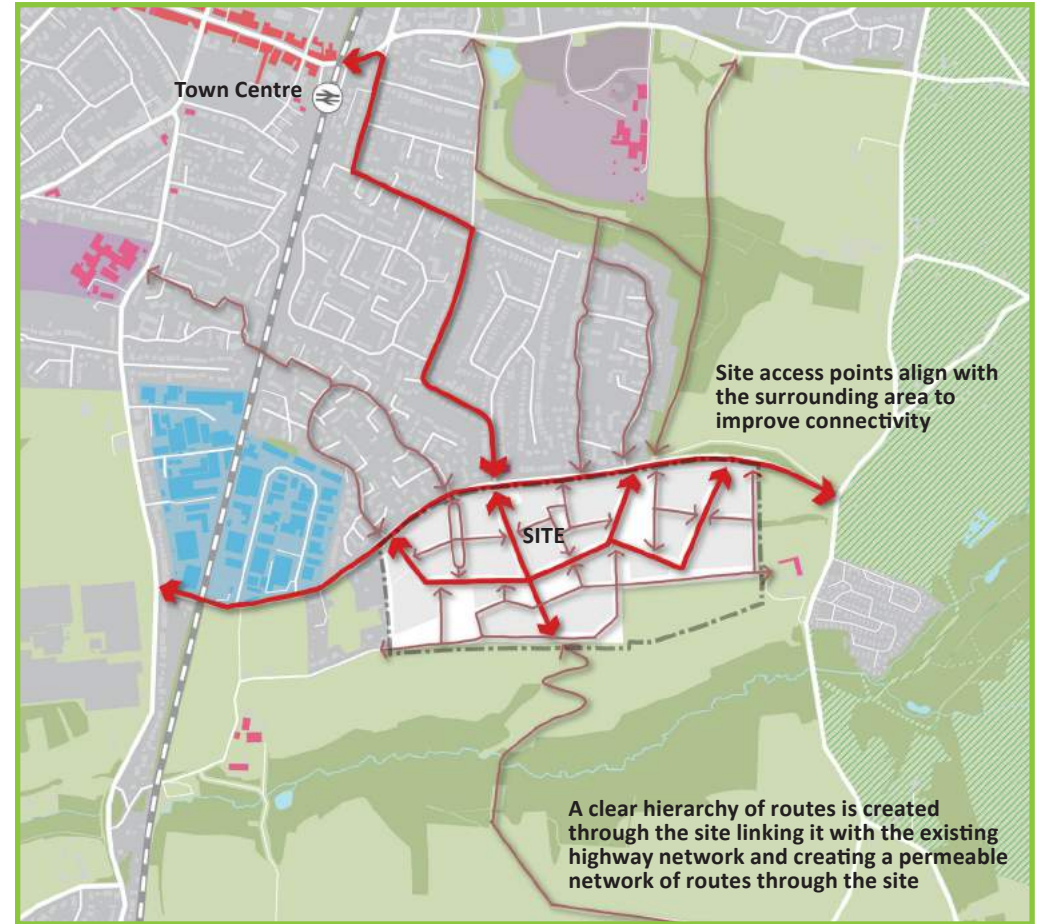 Town Centre
Site access points align with
the surrounding area to
improve connectivity
SITE
A clear hierarchy of routes is created
through the site linking it with the existing
highway network and creating a permeable
network of routes through the site